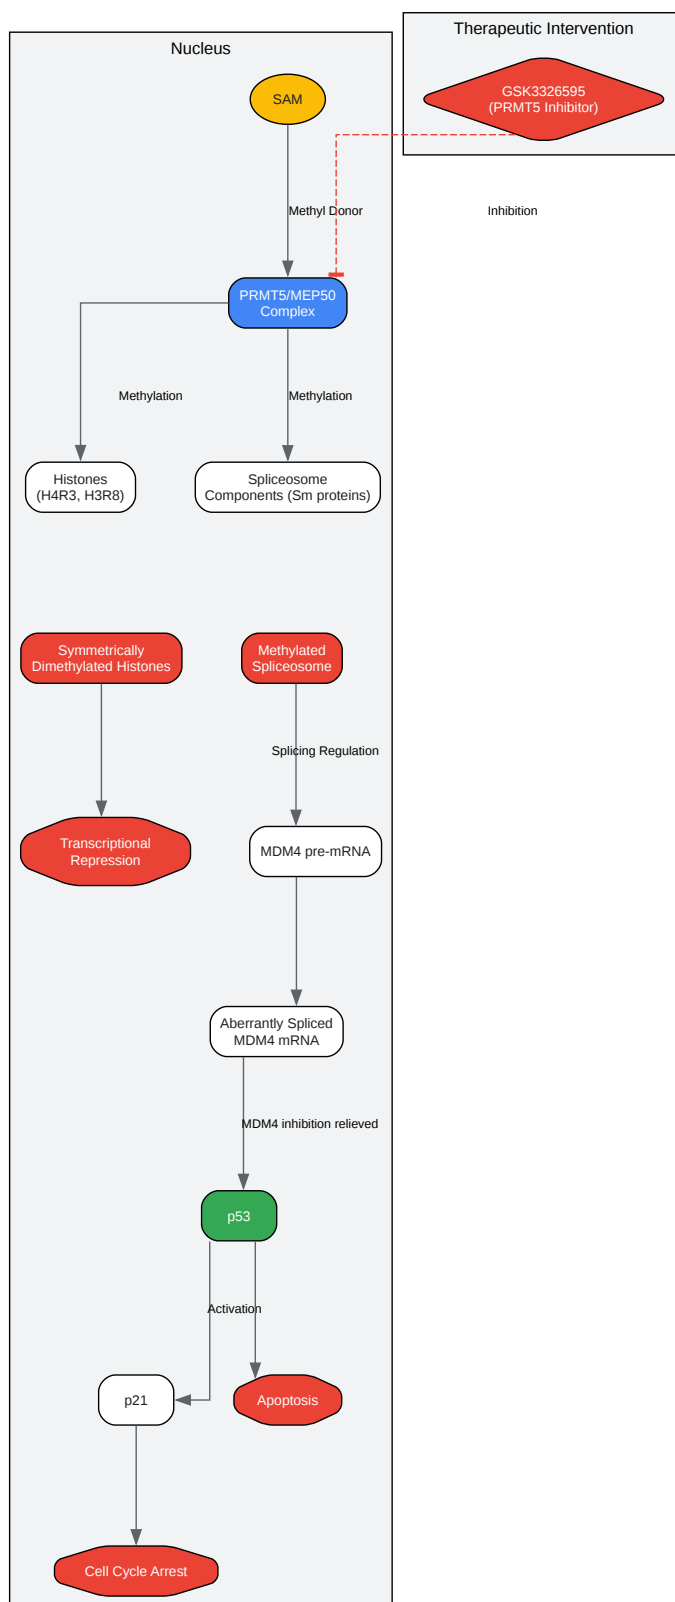 Therapeutic Intervention
Nucleus
SAM
GSK3326595
(PRMT5 Inhibitor)
Methyl Donor
Inhibition
PRMT5/MEP50
Complex
Methylation
Methylation
Histones
(H4R3, H3R8)
Spliceosome
Components (Sm proteins)
Symmetrically
Dimethylated Histones
Methylated
Spliceosome
Splicing Regulation
Transcriptional
Repression
MDM4 pre-mRNA
Aberrantly Spliced
MDM4 mRNA
MDM4 inhibition relieved
p53
Activation
p21
Apoptosis
Cell Cycle Arrest